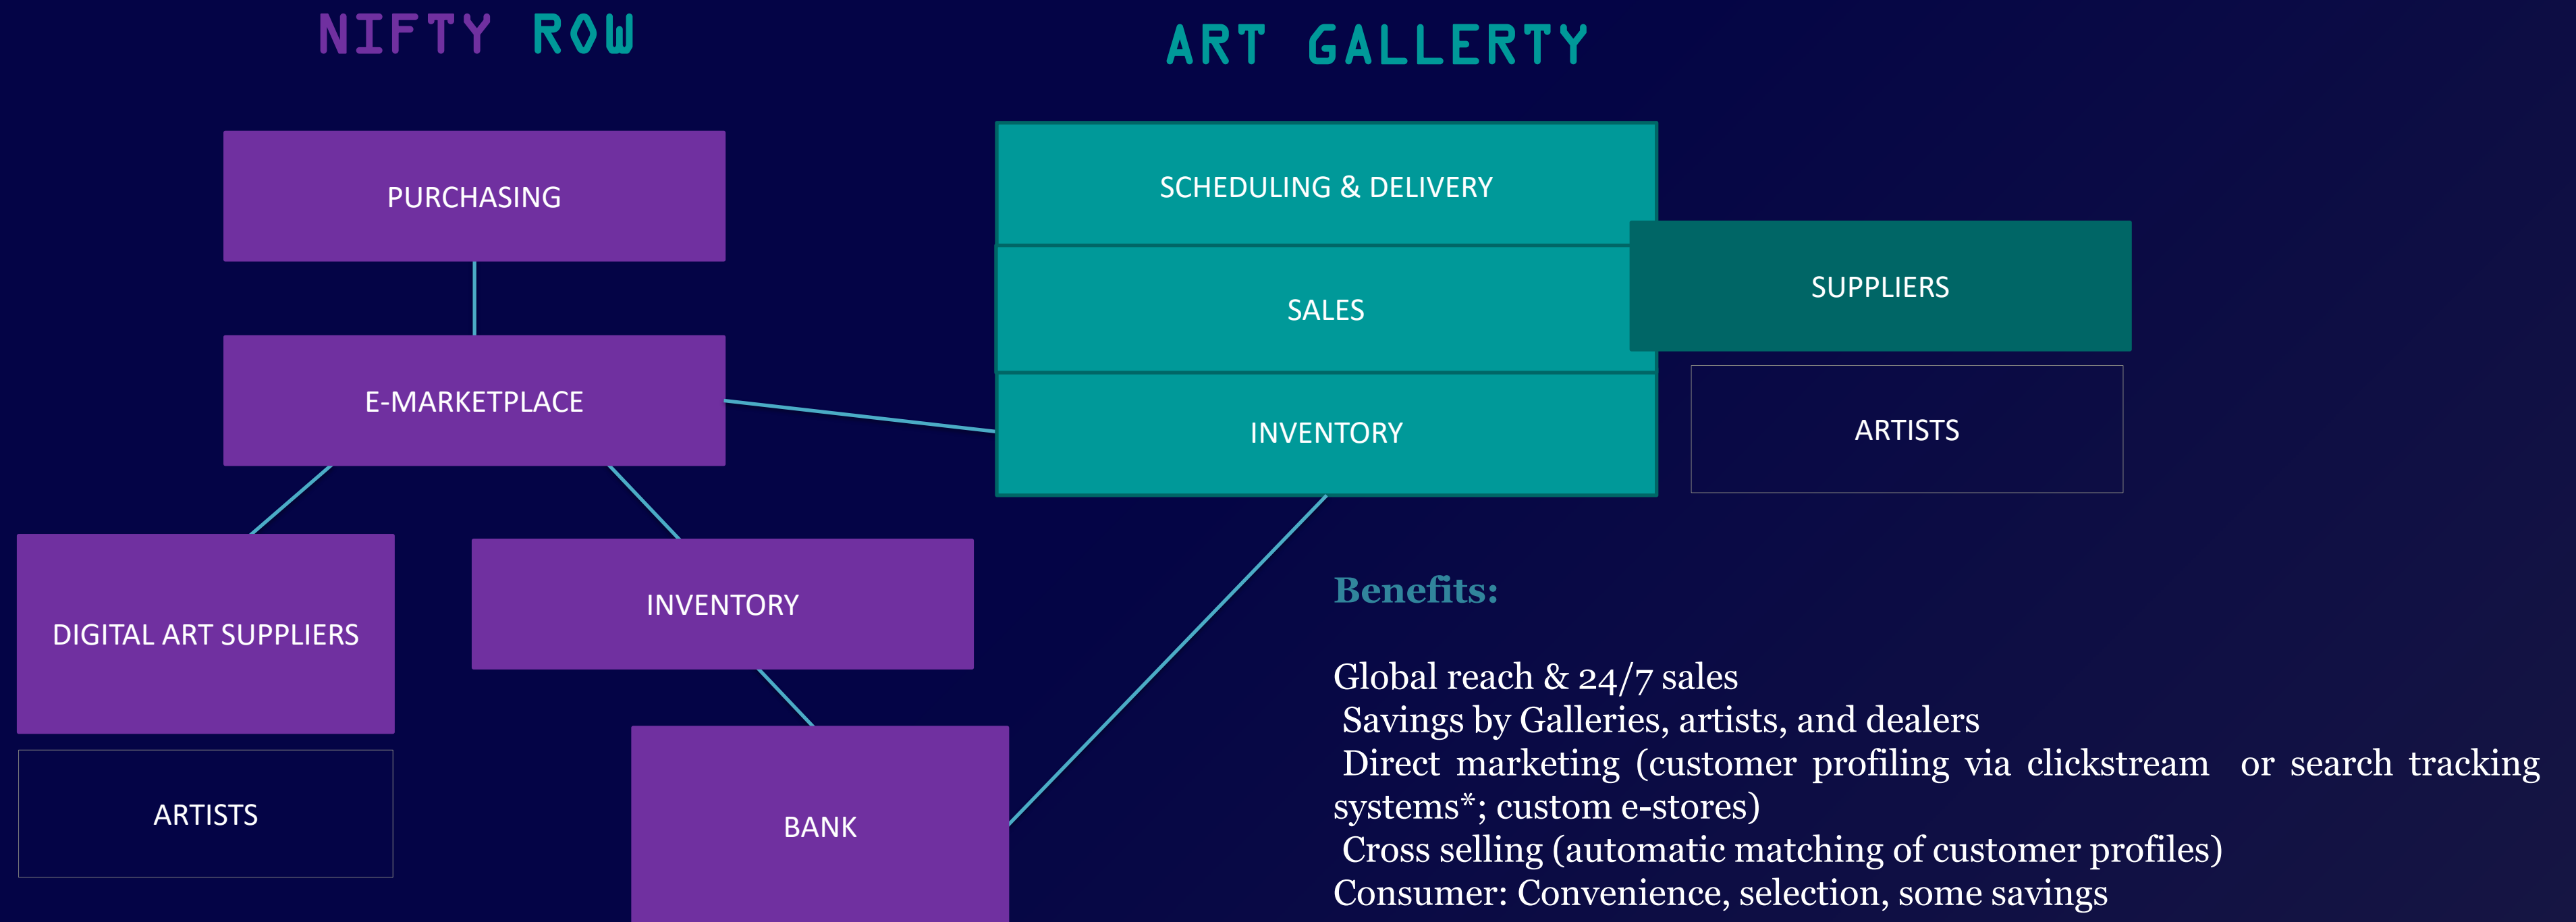 NIFTY ROW
ART GALLERTY
PURCHASING
SCHEDULING & DELIVERY
SUPPLIERS
SALES
E-MARKETPLACE
INVENTORY
ARTISTS
DIGITAL ART SUPPLIERS
INVENTORY
ARTISTS
BANK
Benefits:
Global reach & 24/7 sales
Savings by Galleries, artists, and dealers
Direct marketing (customer profiling via clickstream or search tracking
systems*; custom e-stores)
Cross selling (automatic matching of customer profiles)
Consumer: Convenience, selection, some savings